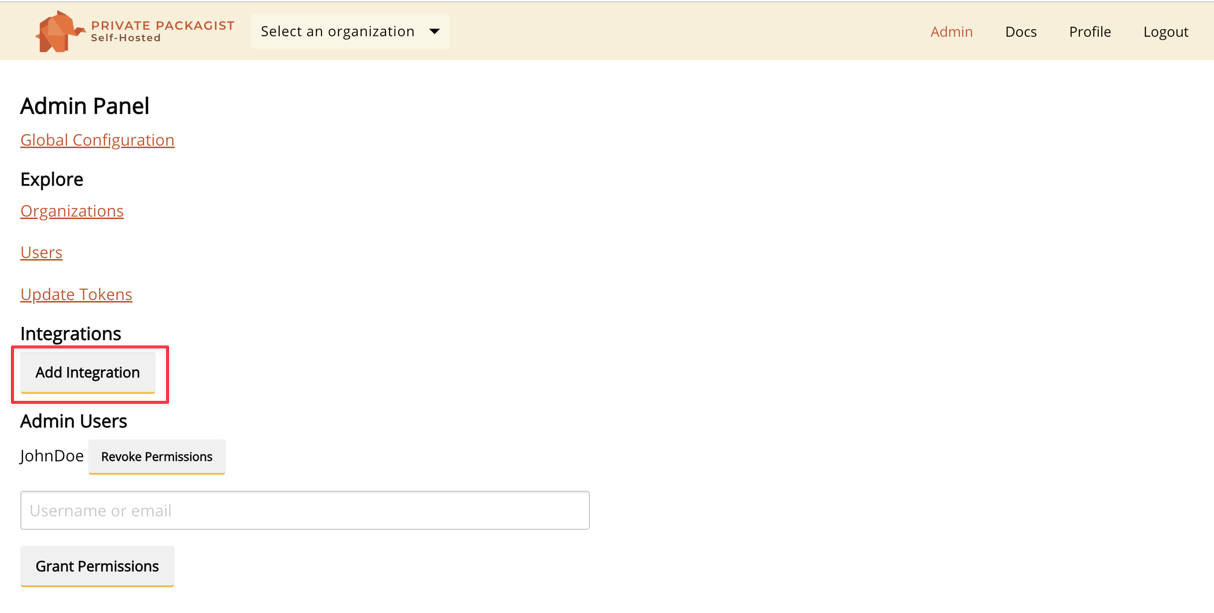 PRIVATE PACKAGIST
Self-Hosted
Select an organization
Admin Docs Profile Logout
Admin Panel
Global Configuration
Explore
Organizations
Users
Update Tokens
Integrations
Add Integration
Admin Users
JohnDoe Revoke Permissions
Username or email
Grant Permissions